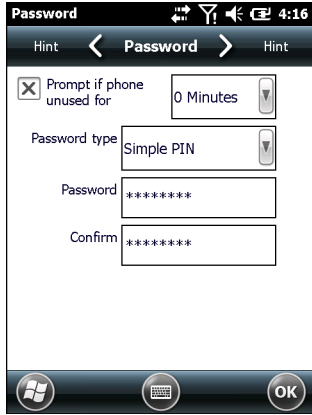 Password 4:16
Hint Password Hint
Prompt if phone
unused for
0 Minutes
Password type
Simple PIN
Password
********
Confirm
********
OK